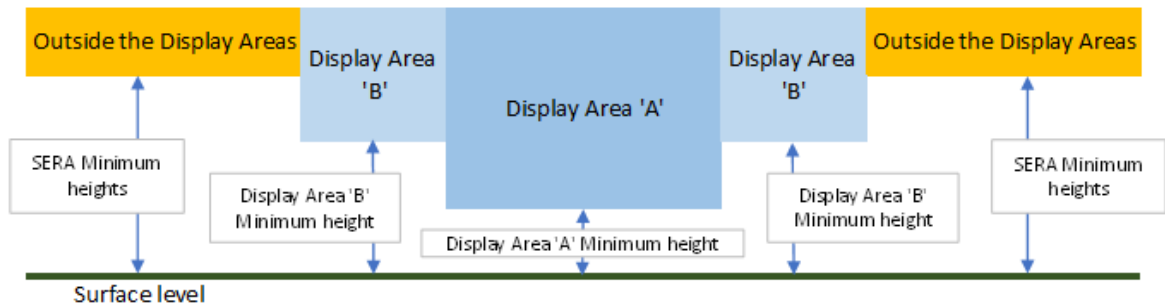 Outside the Display Areas
Display Area
'B'
Display Area 'A'
Display Area
'B'
Outside the Display Areas
SERA Minimum
heights
Display Area 'B'
Minimum height
Display Area 'A' Minimum height
Display Area 'B'
Minimum height
SERA Minimum
heights
Surface level